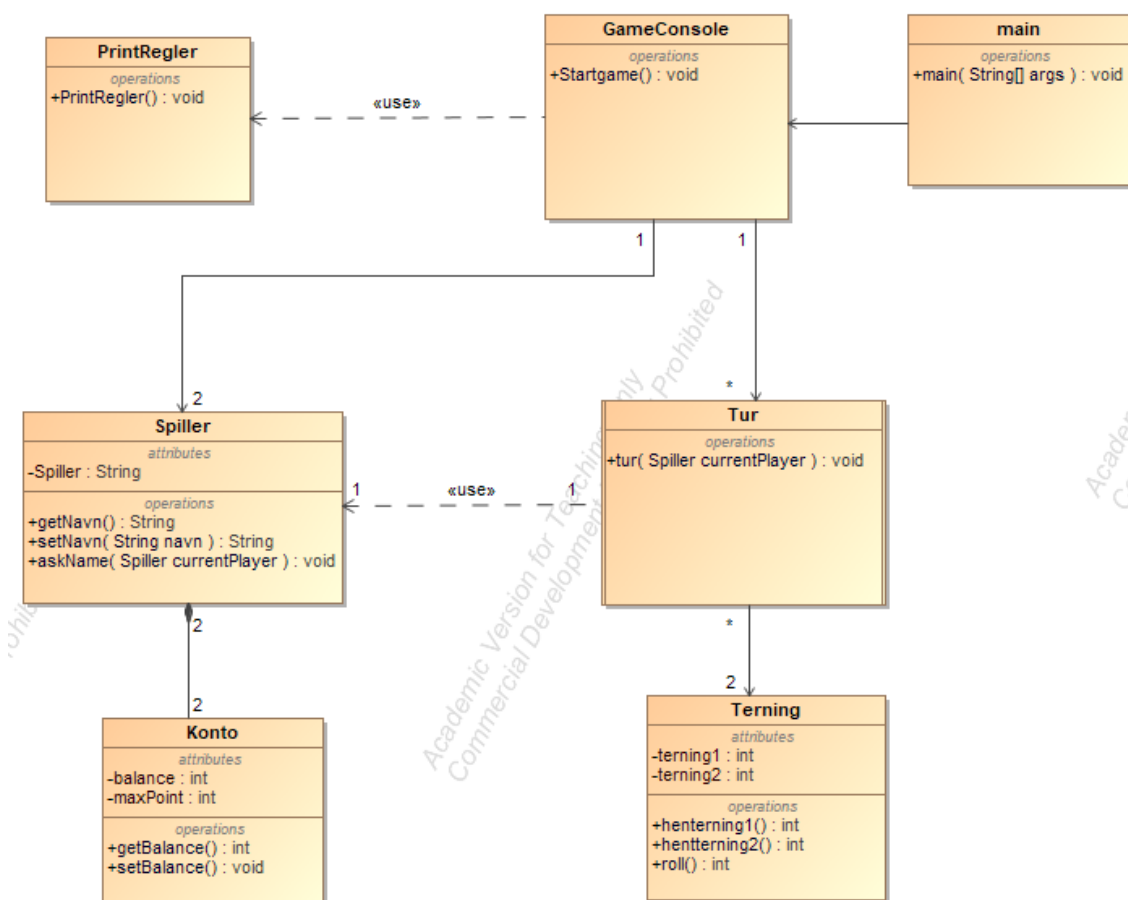 PrintRegler
operations
+PrintRegler() : void
«use»
GameConsole
operations
+Startgame() : void
main
operations
+main( String[] args ) : void
1
1
2
*
Spiller
attributes
-Spiller : String
operations
+getNavn() : String
+setNavn( String navn ) : String
+askName( Spiller currentPlayer ) : void
1
«use»
1
Tur
operations
+tur( Spiller currentPlayer ) : void
2
2
*
2
Konto
attributes
-balance : int
-maxPoint : int
operations
+getBalance() : int
+setBalance() : void
Terning
attributes
-terning1 : int
-terning2 : int
operations
+henterning1() : int
+hentterning2() : int
+roll() : int
Academic Version for Teaching Only
Commercial Development Prohibited